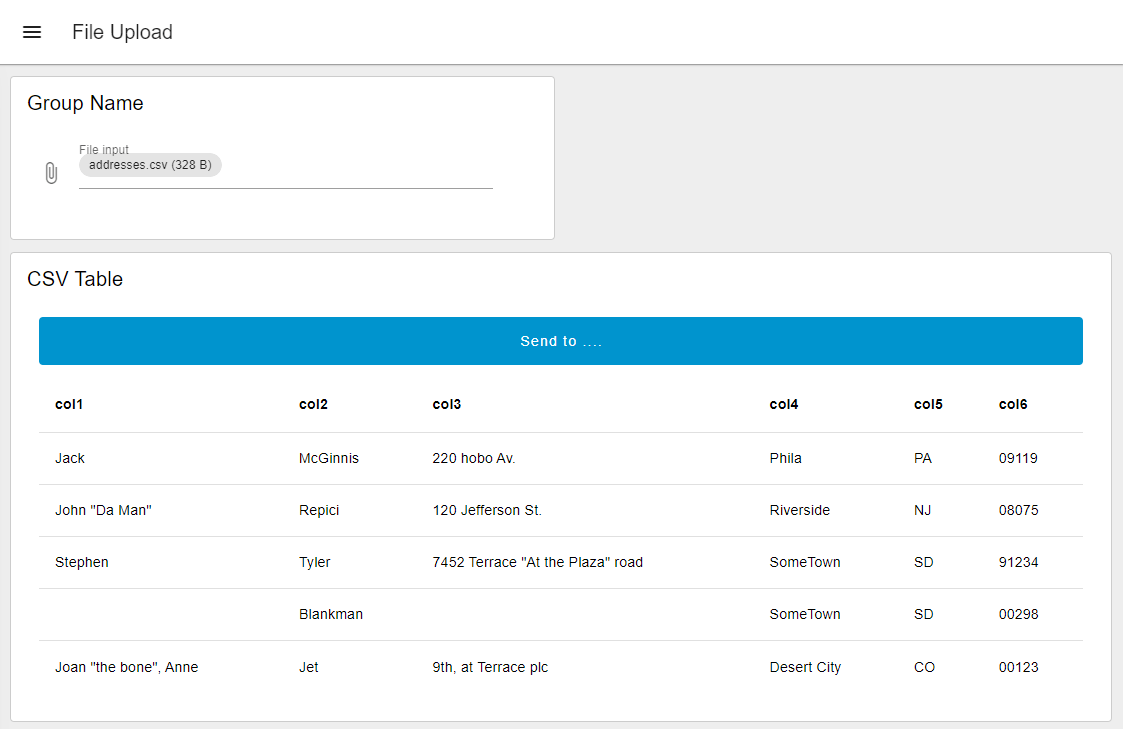 File Upload
Group Name
File input
addresses.csv (328 B)
CSV Table
Send to ....
col1 col2 col3 col4 col5 col6
Jack McGinnis 220 hobo Av. Phila PA 09119
John "Da Man" Repici 120 Jefferson St. Riverside NJ 08075
Stephen Tyler 7452 Terrace "At the Plaza" road SomeTown SD 91234
Blankman SomeTown SD 00298
Joan "the bone", Anne Jet 9th, at Terrace plc Desert City CO 00123